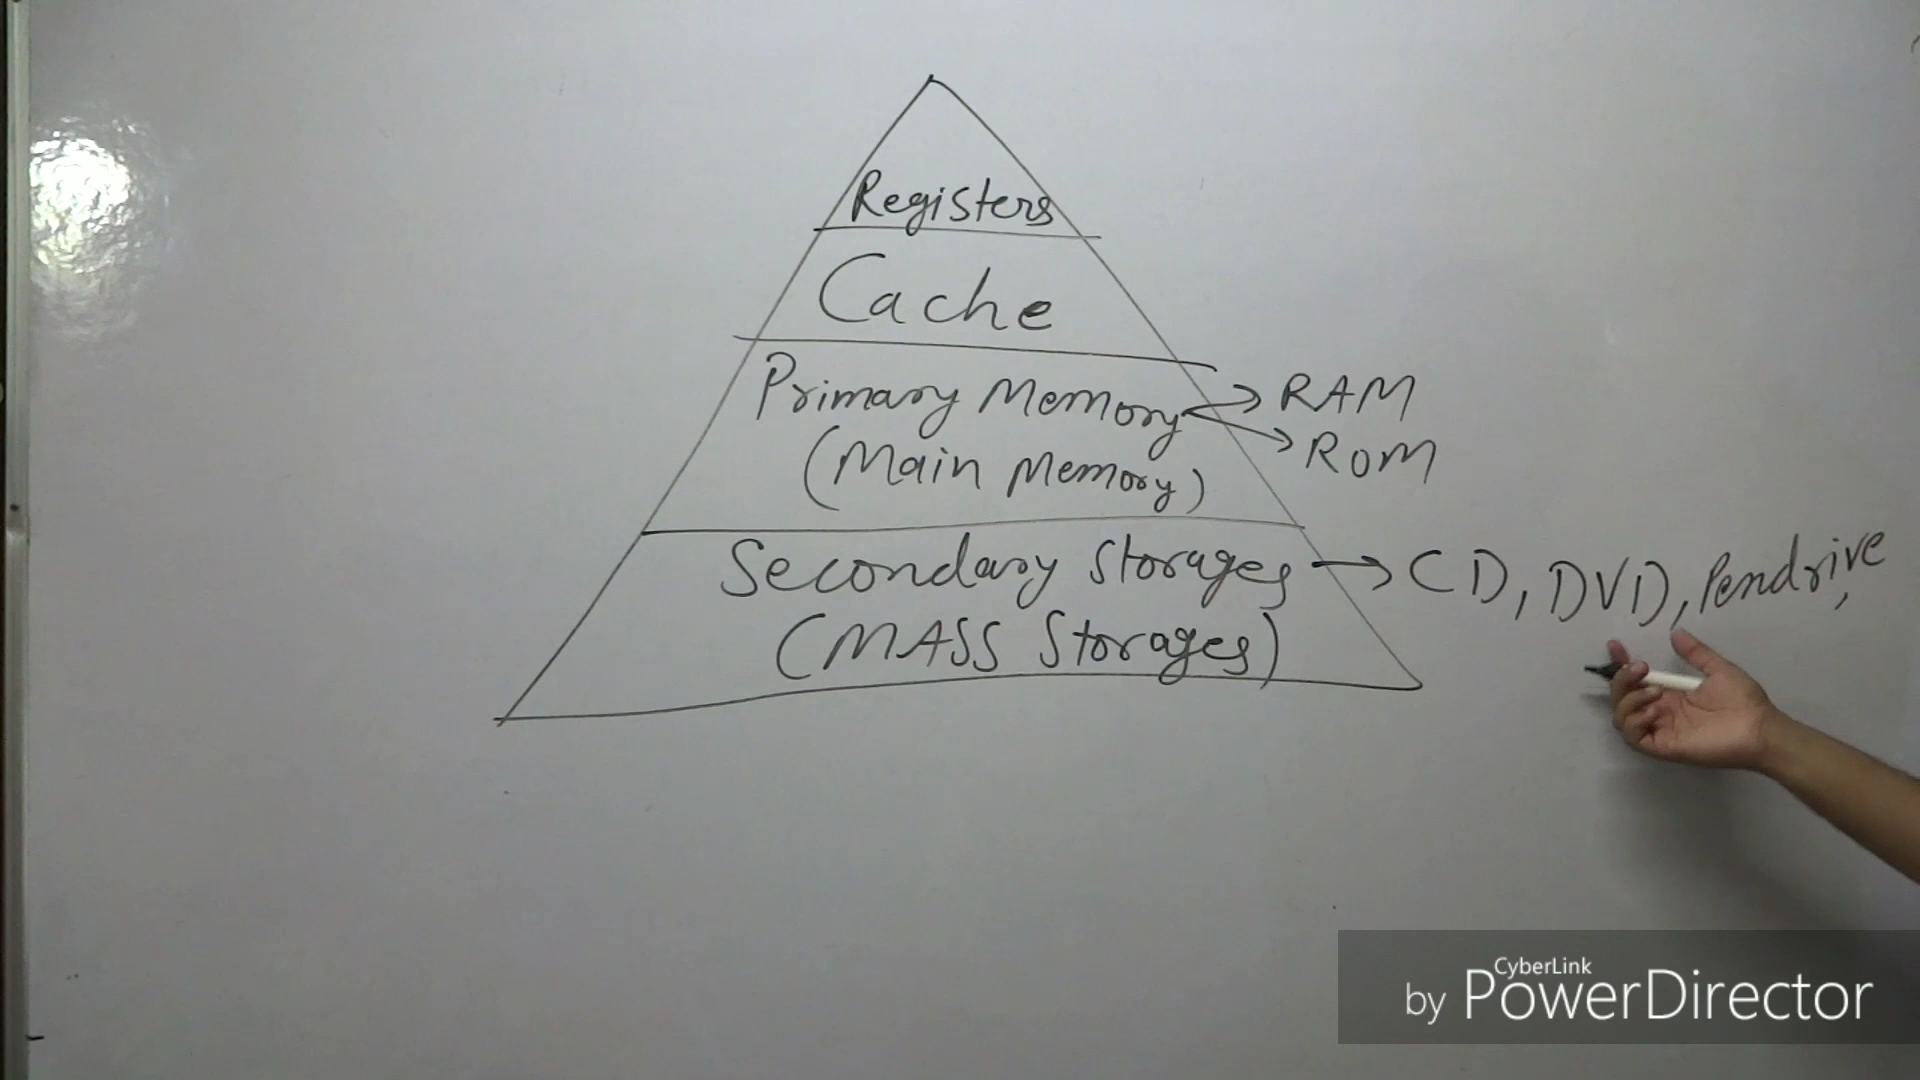 Registers
Cache
Primary Memory → RAM
→ ROM
(Main Memory)
Secondary Storages → CD, DVD, Pendrive,
(MASS Storages)
CyberLink
by PowerDirector